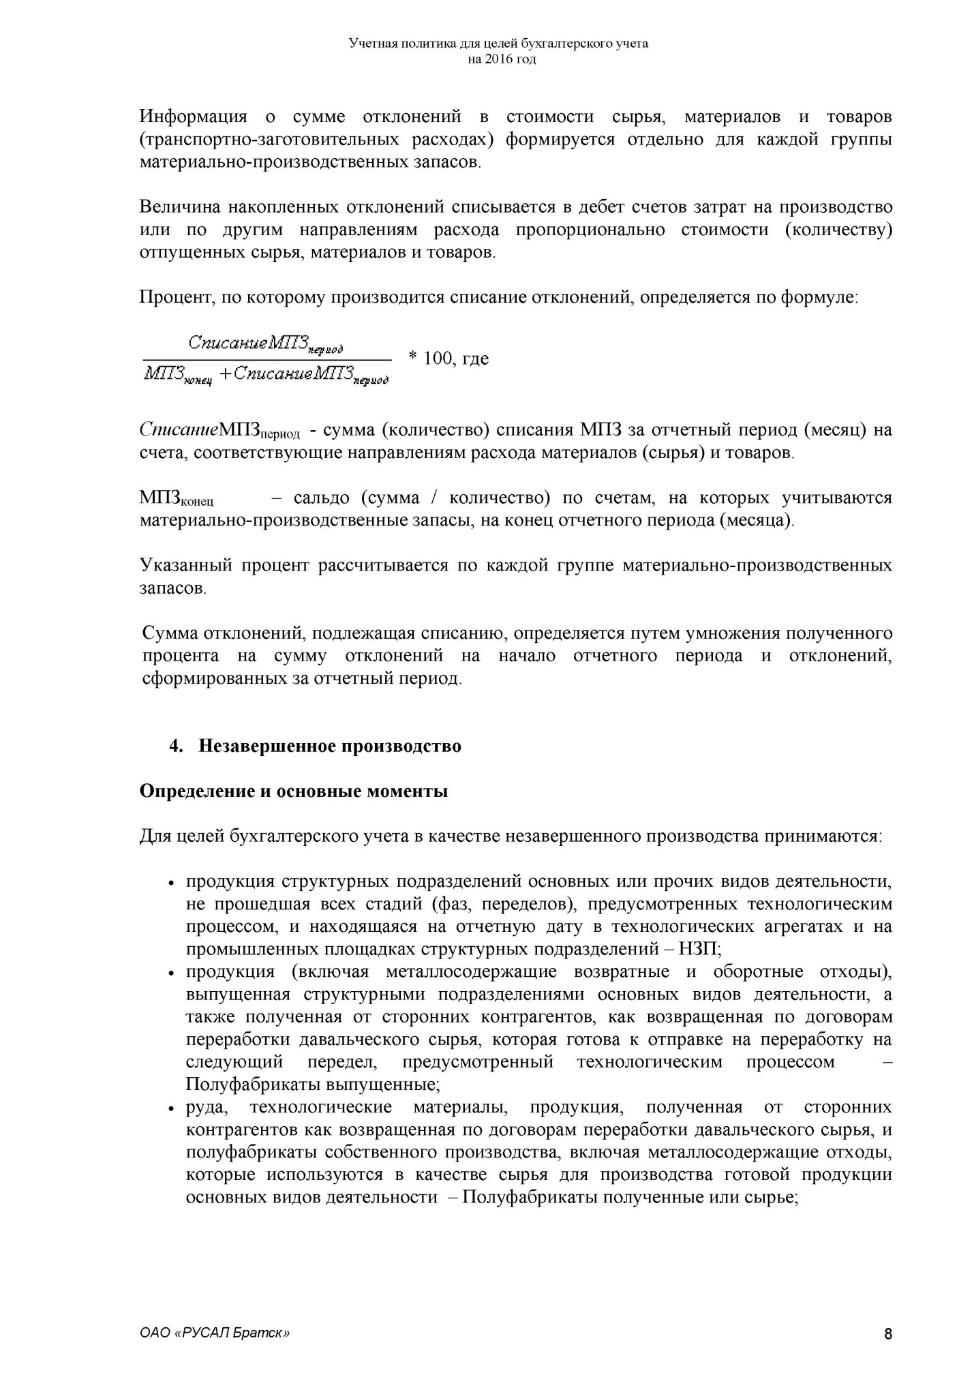 Учетная политика для целей бухгалтерского учета
на 2016 год
Информация о сумме отклонений в стоимости сырья, материалов и товаров
(транспортно-заготовительных расходах) формируется отдельно для каждой группы
материально-производственных запасов.
Величина накопленных отклонений списывается в дебет счетов затрат на производство
или по другим направлениям расхода пропорционально стоимости (количеству)
отпущенных сырья, материалов и товаров.
Процент, по которому производится списание отклонений, определяется по формуле:
СписаниеМПЗпериод
МПЗконец + СписаниеМПЗпериод
* 100, где
СписаниеМПЗпериод - сумма (количество) списания МПЗ за отчетный период (месяц) на
счета, соответствующие направлениям расхода материалов (сырья) и товаров.
МПЗконец – сальдо (сумма / количество) по счетам, на которых учитываются
материально-производственные запасы, на конец отчетного периода (месяца).
Указанный процент рассчитывается по каждой группе материально-производственных
запасов.
Сумма отклонений, подлежащая списанию, определяется путем умножения полученного
процента на сумму отклонений на начало отчетного периода и отклонений,
сформированных за отчетный период.
4. Незавершенное производство
Определение и основные моменты
Для целей бухгалтерского учета в качестве незавершенного производства принимаются:
• продукция структурных подразделений основных или прочих видов деятельности,
не прошедшая всех стадий (фаз, переделов), предусмотренных технологическим
процессом, и находящаяся на отчетную дату в технологических агрегатах и на
промышленных площадках структурных подразделений – НЗП;
• продукция (включая металлосодержащие возвратные и оборотные отходы),
выпущенная структурными подразделениями основных видов деятельности, а
также полученная от сторонних контрагентов, как возвращенная по договорам
переработки давальческого сырья, которая готова к отправке на переработку на
следующий передел, предусмотренный технологическим процессом –
Полуфабрикаты выпущенные;
• руда, технологические материалы, продукция, полученная от сторонних
контрагентов как возвращенная по договорам переработки давальческого сырья, и
полуфабрикаты собственного производства, включая металлосодержащие отходы,
которые используются в качестве сырья для производства готовой продукции
основных видов деятельности – Полуфабрикаты полученные или сырье;
ОАО «РУСАЛ Братск» 8